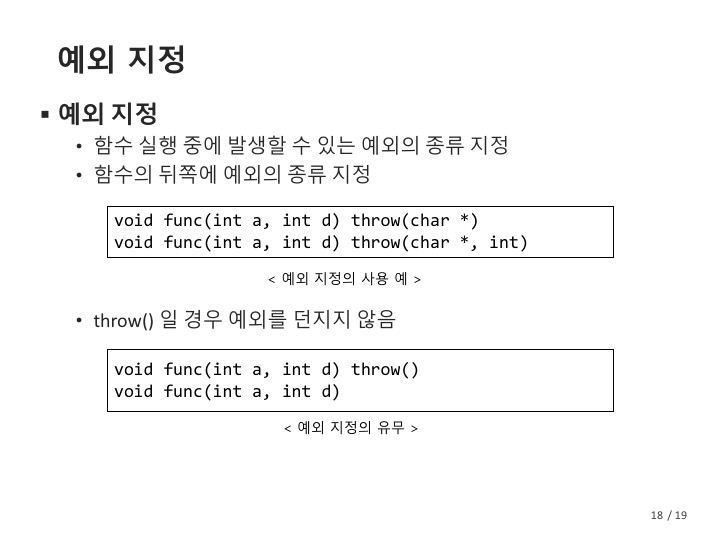 예외 지정
▪ 예외 지정
• 함수 실행 중에 발생할 수 있는 예외의 종류 지정
• 함수의 뒤쪽에 예외의 종류 지정
void func(int a, int d) throw(char *)
void func(int a, int d) throw(char *, int)
< 예외 지정의 사용 예 >
• throw() 일 경우 예외를 던지지 않음
void func(int a, int d) throw()
void func(int a, int d)
< 예외 지정의 유무 >
18 / 19